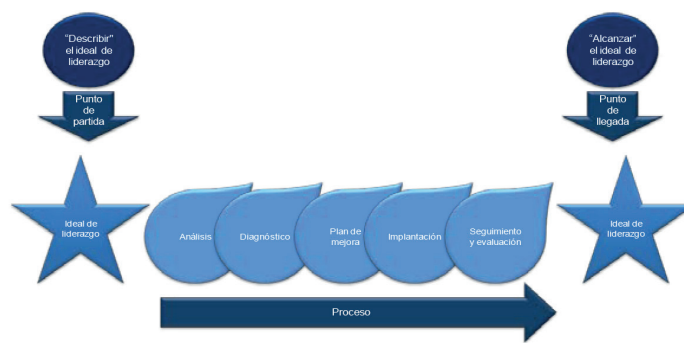 "Describir"
el ideal de
liderazgo
"Alcanzar"
el ideal de
liderazgo
Punto
de
partida
Punto
de
llegada
Ideal de
liderazgo
Análisis
Diagnóstico
Plan de
mejora
Implantación
Seguimiento
y evaluación
Ideal de
liderazgo
Proceso